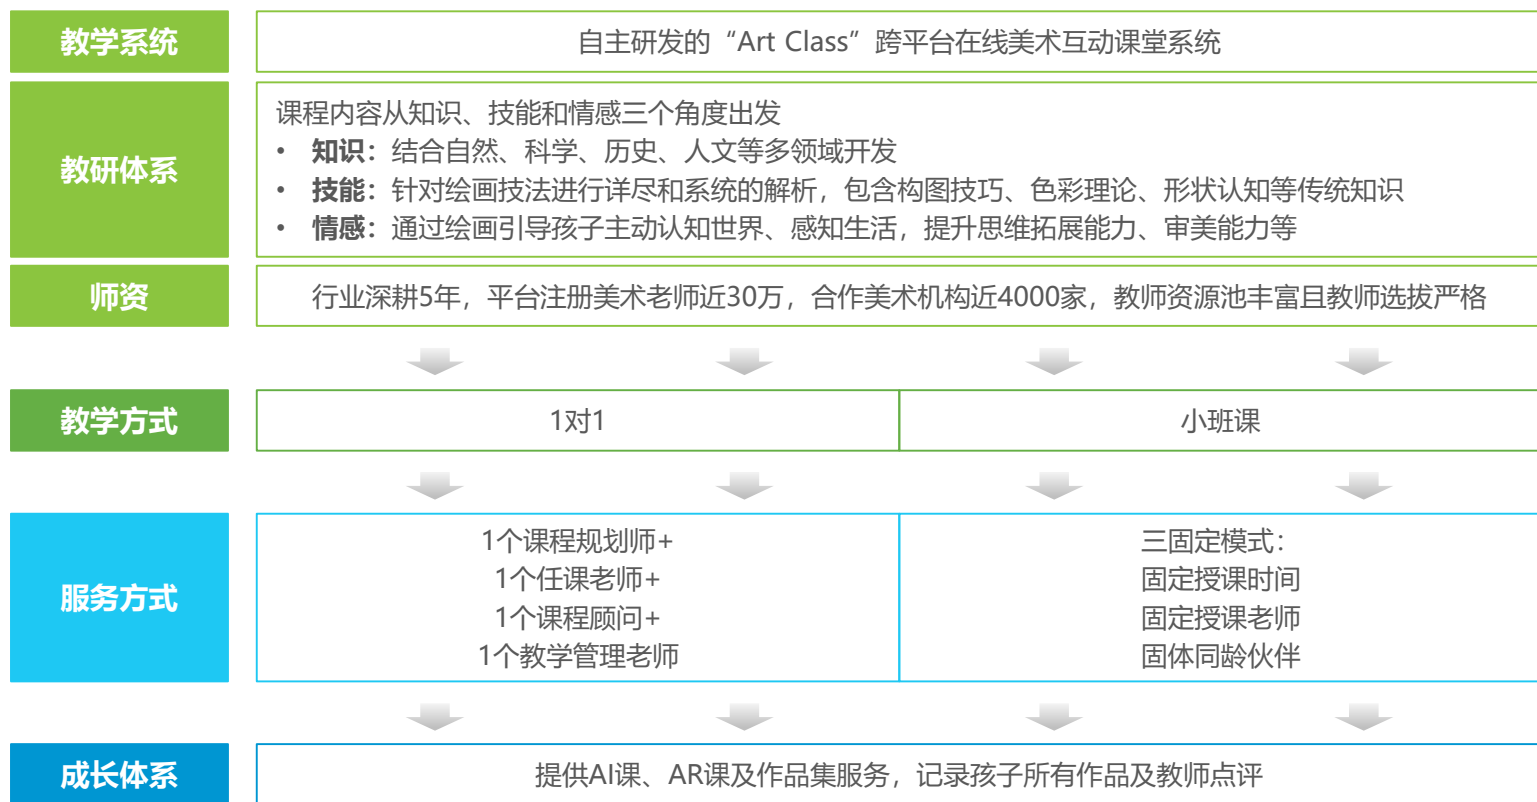 教学系统
自主研发的“Art Class”跨平台在线美术互动课堂系统
教研体系
课程内容从知识、技能和情感三个角度出发
• 知识：结合自然、科学、历史、人文等多领域开发
• 技能：针对绘画技法进行详尽和系统的解析，包含构图技巧、色彩理论、形状认知等传统知识
• 情感：通过绘画引导孩子主动认知世界、感知生活，提升思维拓展能力、审美能力等
师资
行业深耕5年，平台注册美术老师近30万，合作美术机构近4000家，教师资源池丰富且教师选拔严格
教学方式
1对1
小班课
服务方式
1个课程规划师+
1个任课老师+
1个课程顾问+
1个教学管理老师
三固定模式：
固定授课时间
固定授课老师
固体同龄伙伴
成长体系
提供AI课、AR课及作品集服务，记录孩子所有作品及教师点评